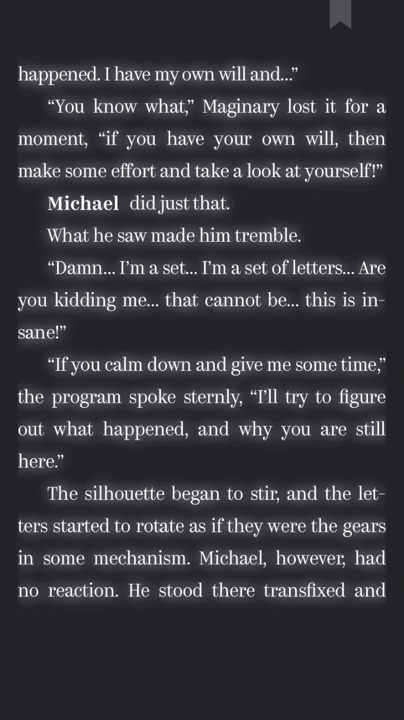 happened. I have my own will and...”
“You know what,” Maginary lost it for a
moment, “if you have your own will, then
make some effort and take a look at yourself!”
Michael did just that.
What he saw made him tremble.
“Damn... I’m a set... I’m a set of letters... Are
you kidding me... that cannot be... this is in-
sane!”
“If you calm down and give me some time,”
the program spoke sternly, “I’ll try to figure
out what happened, and why you are still
here.”
The silhouette began to stir, and the let-
ters started to rotate as if they were the gears
in some mechanism. Michael, however, had
no reaction. He stood there transfixed and